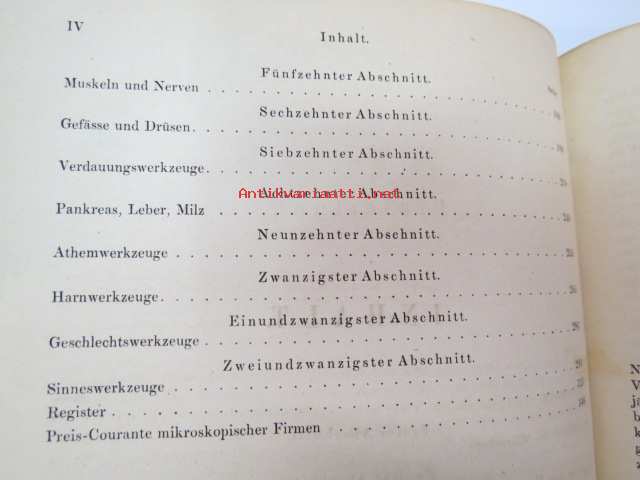 IV
Inhalt.
Fünfzehnter Abschnitt.
Muskeln und Nerven
Sechzehnter Abschnitt.
Gefässe und Drüsen.
Siebzehnter Abschnitt.
Verdauungswerkzeuge.
Abschnitt.
Antikvariaatti.net
Pankreas, Leber, Milz
Neunzehnter Abschnitt.
Athemwerkzeuge
Zwanzigster Abschnitt.
Harnwerkzeuge.
Einundzwanzigster Abschnitt.
Geschlechtswerkzeuge
Zweiundzwanzigster Abschnitt.
Sinneswerkzeuge
Register
Preis-Courante mikroskopischer Firmen